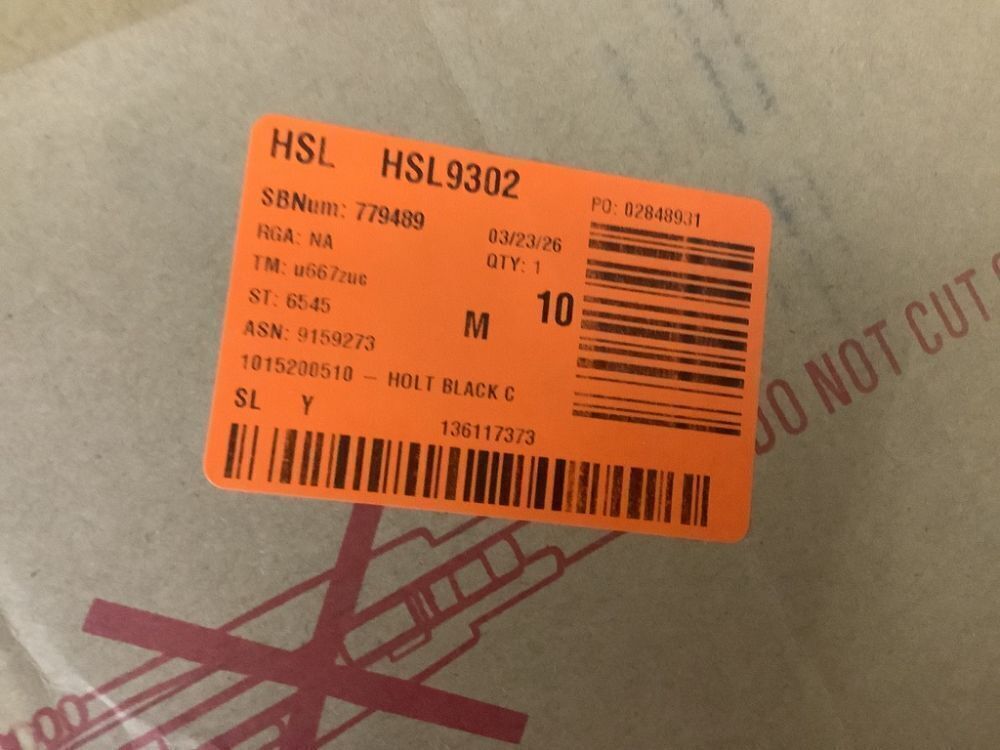 HSL HSL9302
SBNum: 779489
PO: 02848931
RGA: NA
03/23/26
TM: u667zuc
QTY: 1
ST: 6545
M 10
ASN: 9159273
1015200510 – HOLT BLACK C
SL Y
136117373
DO NOT CUT